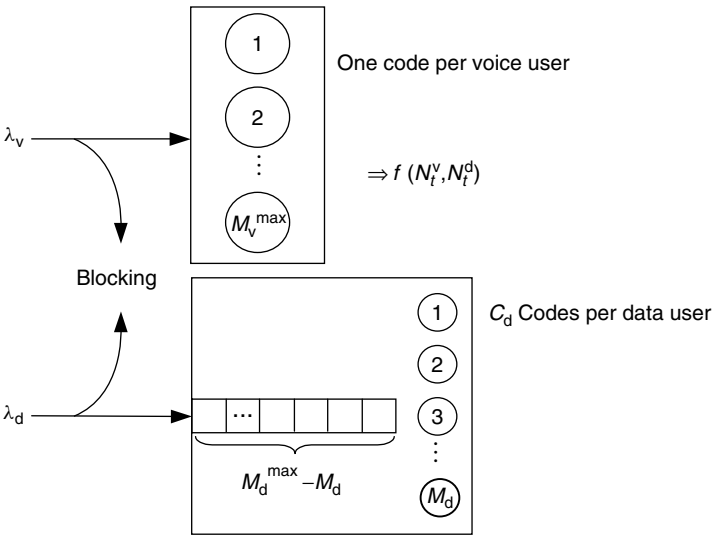 1
One code per voice user
2
λv
⋮
⇒ f (Nₜᵛ,Nₜᵈ)
Mvᵐᵃˣ
Blocking
1
Cd Codes per data user
2
λd
...
3
⋮
Mdᵐᵃˣ –Md
Md